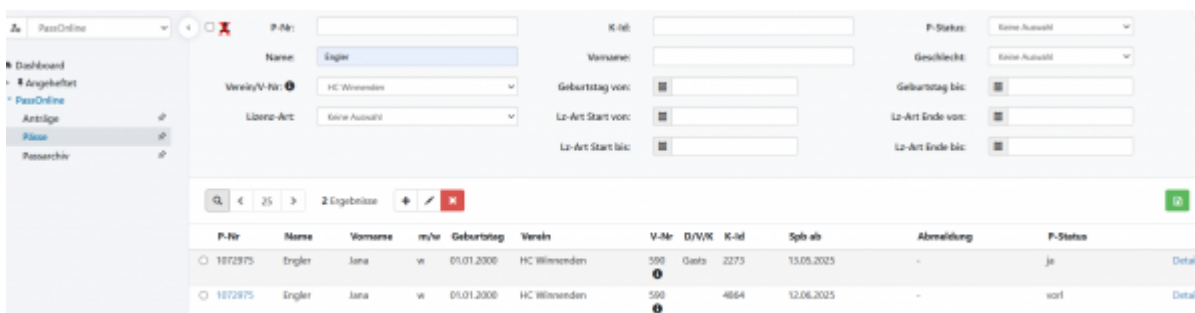 PassOnline
P-Nr:
K-Id:
P-Status: Keine Auswahl
Name: Engler
Vorname:
Geschlecht: Keine Auswahl
Dashboard
Angeheftet
PassOnline
Anträge
Pässe
Passarchiv
Verein/V-Nr: HC Winnenden
Geburtstag von:
Geburtstag bis:
Lizenz-Art: Keine Auswahl
Lz-Art Start von:
Lz-Art Ende von:
Lz-Art Start bis:
Lz-Art Ende bis:
25 2 Ergebnisse
P-Nr Name Vorname m/w Geburtstag Verein V-Nr D/V/K K-Id Spb ab Abmeldung P-Status
1072975 Engler Jana w 01.01.2000 HC Winnenden 590 Gasts 2273 13.05.2025 - ja Detai
1072975 Engler Jana w 01.01.2000 HC Winnenden 590 4864 12.06.2025 - vorl Detai